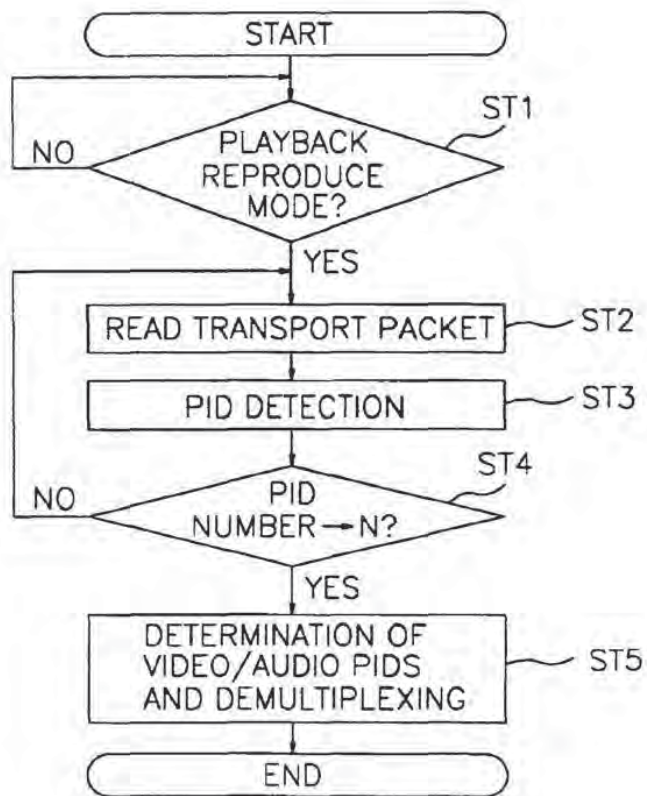 START
ST1
PLAYBACK
REPRODUCE
MODE?
NO
YES
READ TRANSPORT PACKET
ST2
PID DETECTION
ST3
ST4
PID
NUMBER → N?
NO
YES
DETERMINATION OF
VIDEO/AUDIO PIDS
AND DEMULTIPLEXING
ST5
END